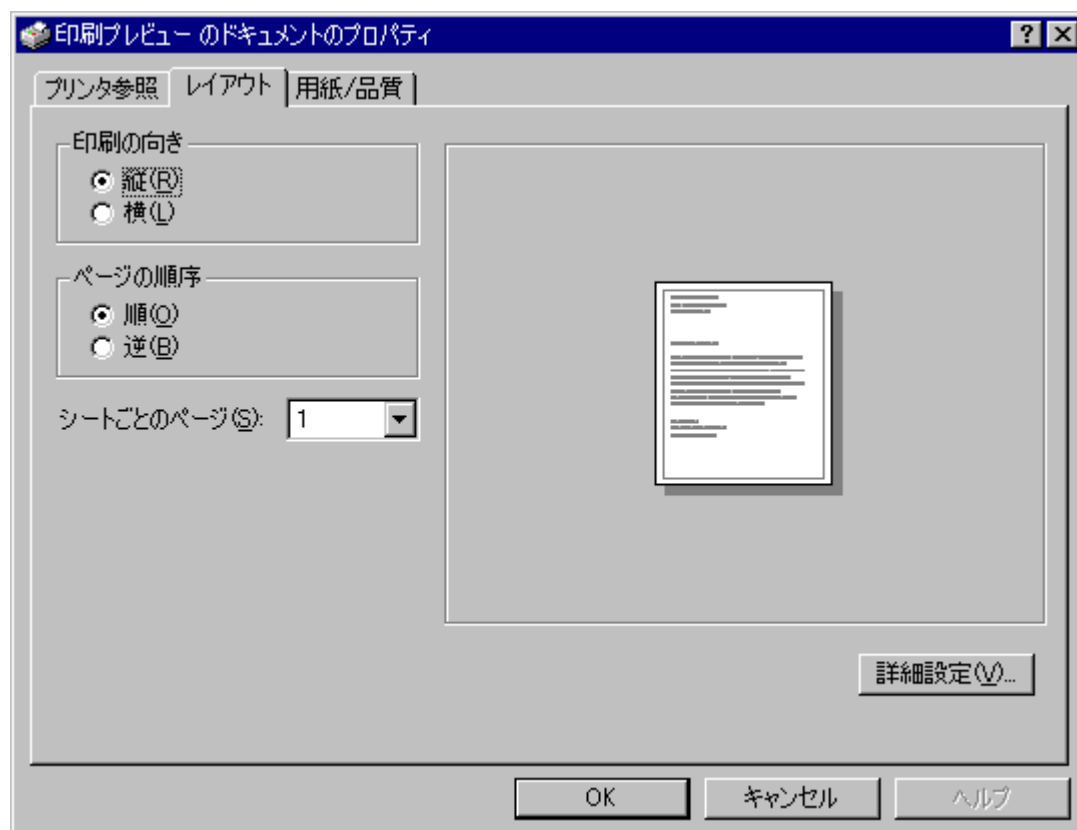 印刷プレビュー のドキュメントのプロパティ
プリンタ参照 レイアウト 用紙/品質
印刷の向き
縦(R)
横(L)
ページの順序
順(O)
逆(B)
シートごとのページ(S): 1
詳細設定(V)...
OK キャンセル ヘルプ